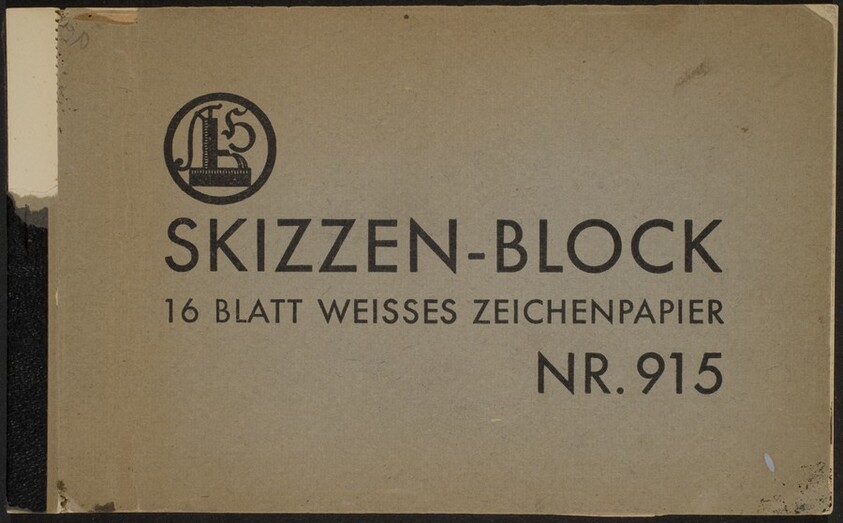 SKIZZEN-BLOCK
16 BLATT WEISSES ZEICHENPAPIER
NR. 915